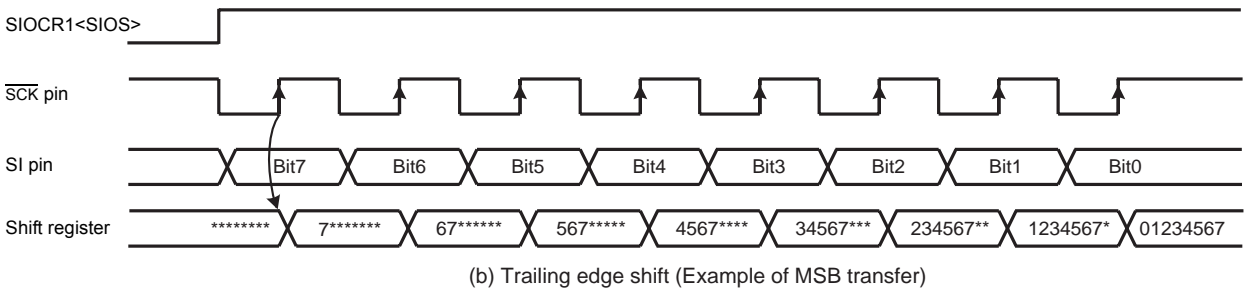 SIOCR1<SIOS>
SCK pin
SI pin Bit7 Bit6 Bit5 Bit4 Bit3 Bit2 Bit1 Bit0
Shift register ******** 7******* 67****** 567***** 4567**** 34567*** 234567** 1234567* 01234567
(b) Trailing edge shift (Example of MSB transfer)